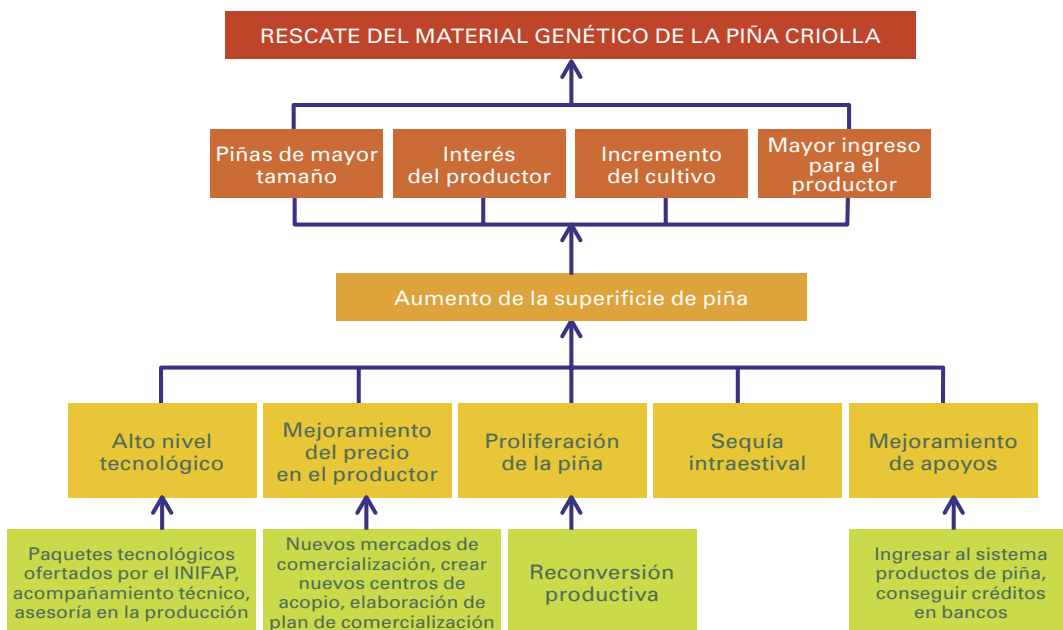 RESCATE DEL MATERIAL GENÉTICO DE LA PIÑA CRIOLLA
Piñas de mayor
tamaño
Interés
del productor
Incremento
del cultivo
Mayor ingreso
para el
productor
Aumento de la superificie de piña
Alto nivel
tecnológico
Mejoramiento
del precio
en el productor
Proliferación
de la piña
Sequía
intraestival
Mejoramiento
de apoyos
Paquetes tecnológicos
ofertados por el INIFAP,
acompañamiento técnico,
asesoría en la producción
Nuevos mercados de
comercialización, crear
nuevos centros de
acopio, elaboración de
plan de comercialización
Reconversión
productiva
Ingresar al sistema
productos de piña,
conseguir créditos
en bancos